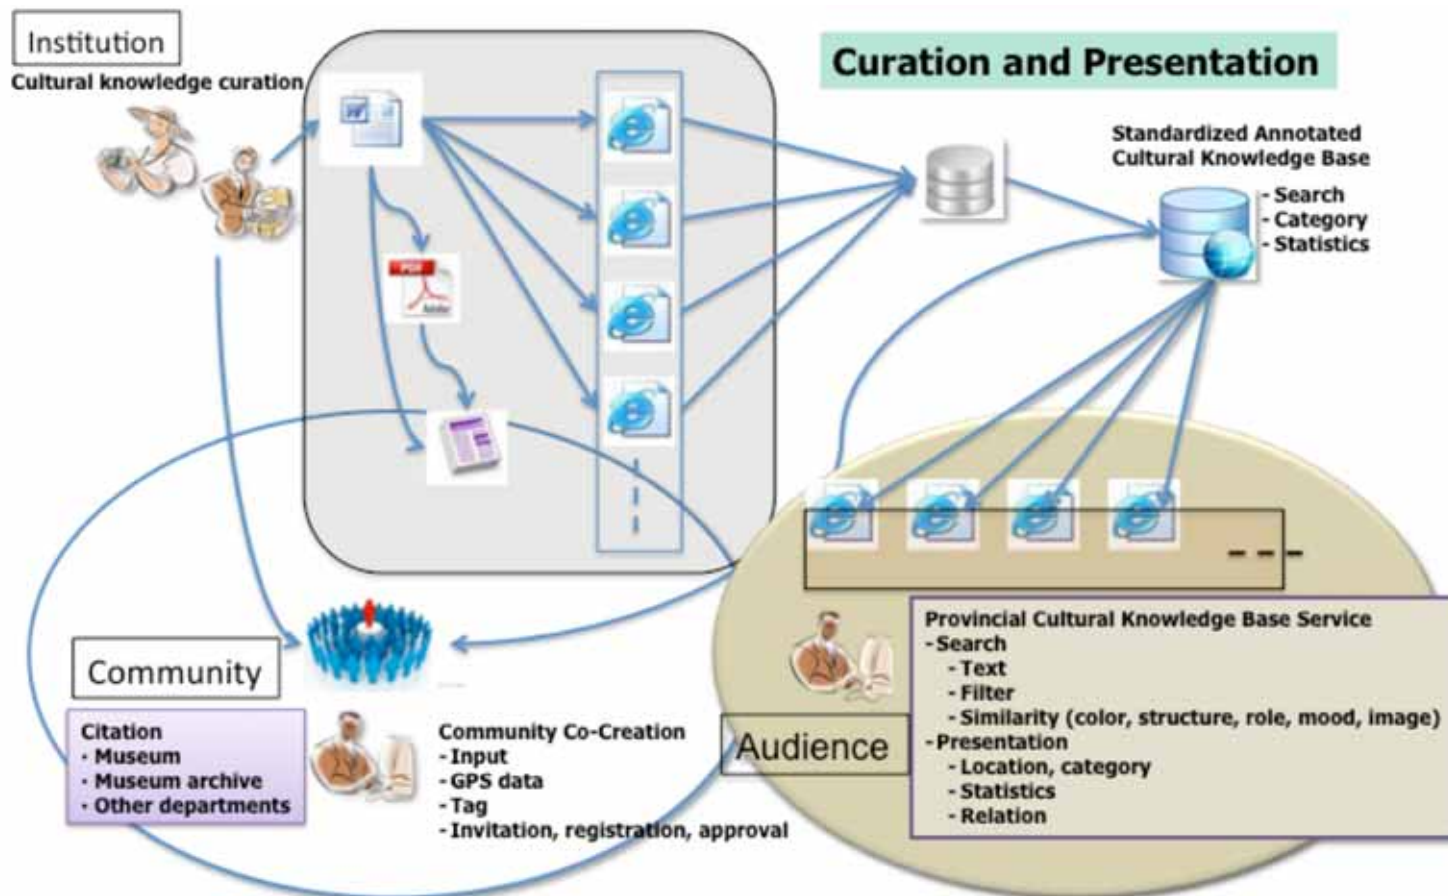 Institution
Cultural knowledge curation
Curation and Presentation
Standardized Annotated
Cultural Knowledge Base
- Search
- Category
- Statistics
W
PDF
Adobe
Community
Citation
· Museum
· Museum archive
· Other departments
Community Co-Creation
- Input
- GPS data
- Tag
- Invitation, registration, approval
Audience
Provincial Cultural Knowledge Base Service
- Search
- Text
- Filter
- Similarity (color, structure, role, mood, image)
- Presentation
- Location, category
- Statistics
- Relation